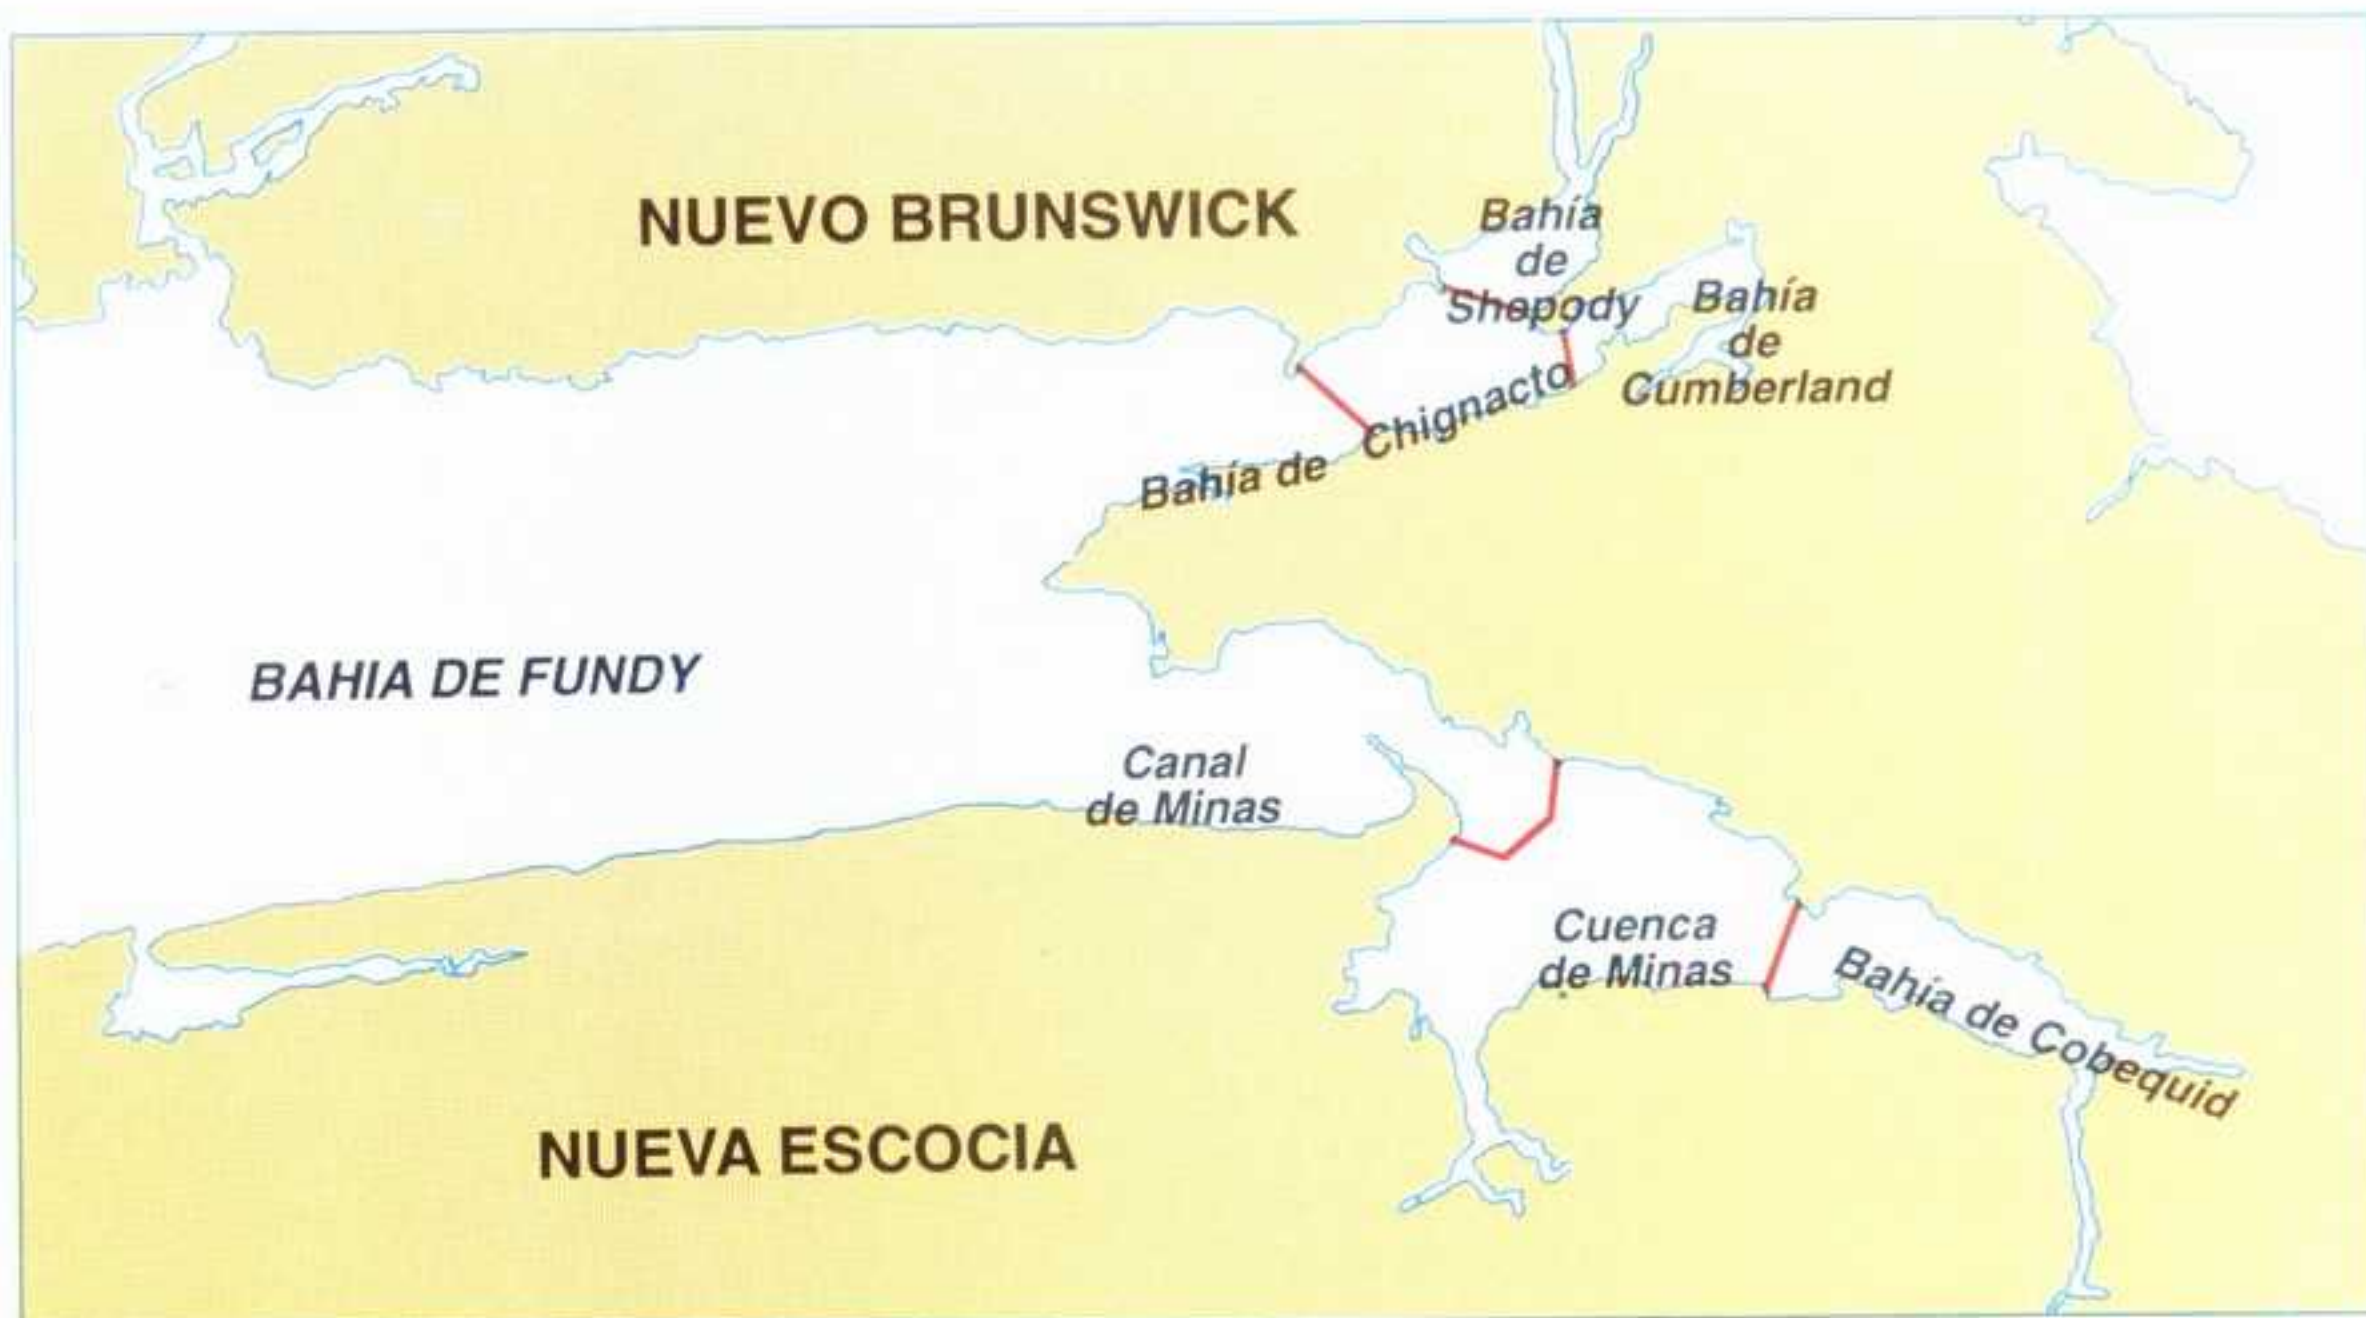 NUEVO BRUNSWICK
Bahía
de
Shepody
Bahía
de
Cumberland
Bahía de Chignacto
BAHIA DE FUNDY
Canal
de Minas
Cuenca
de Minas
Bahía de Cobequid
NUEVA ESCOCIA